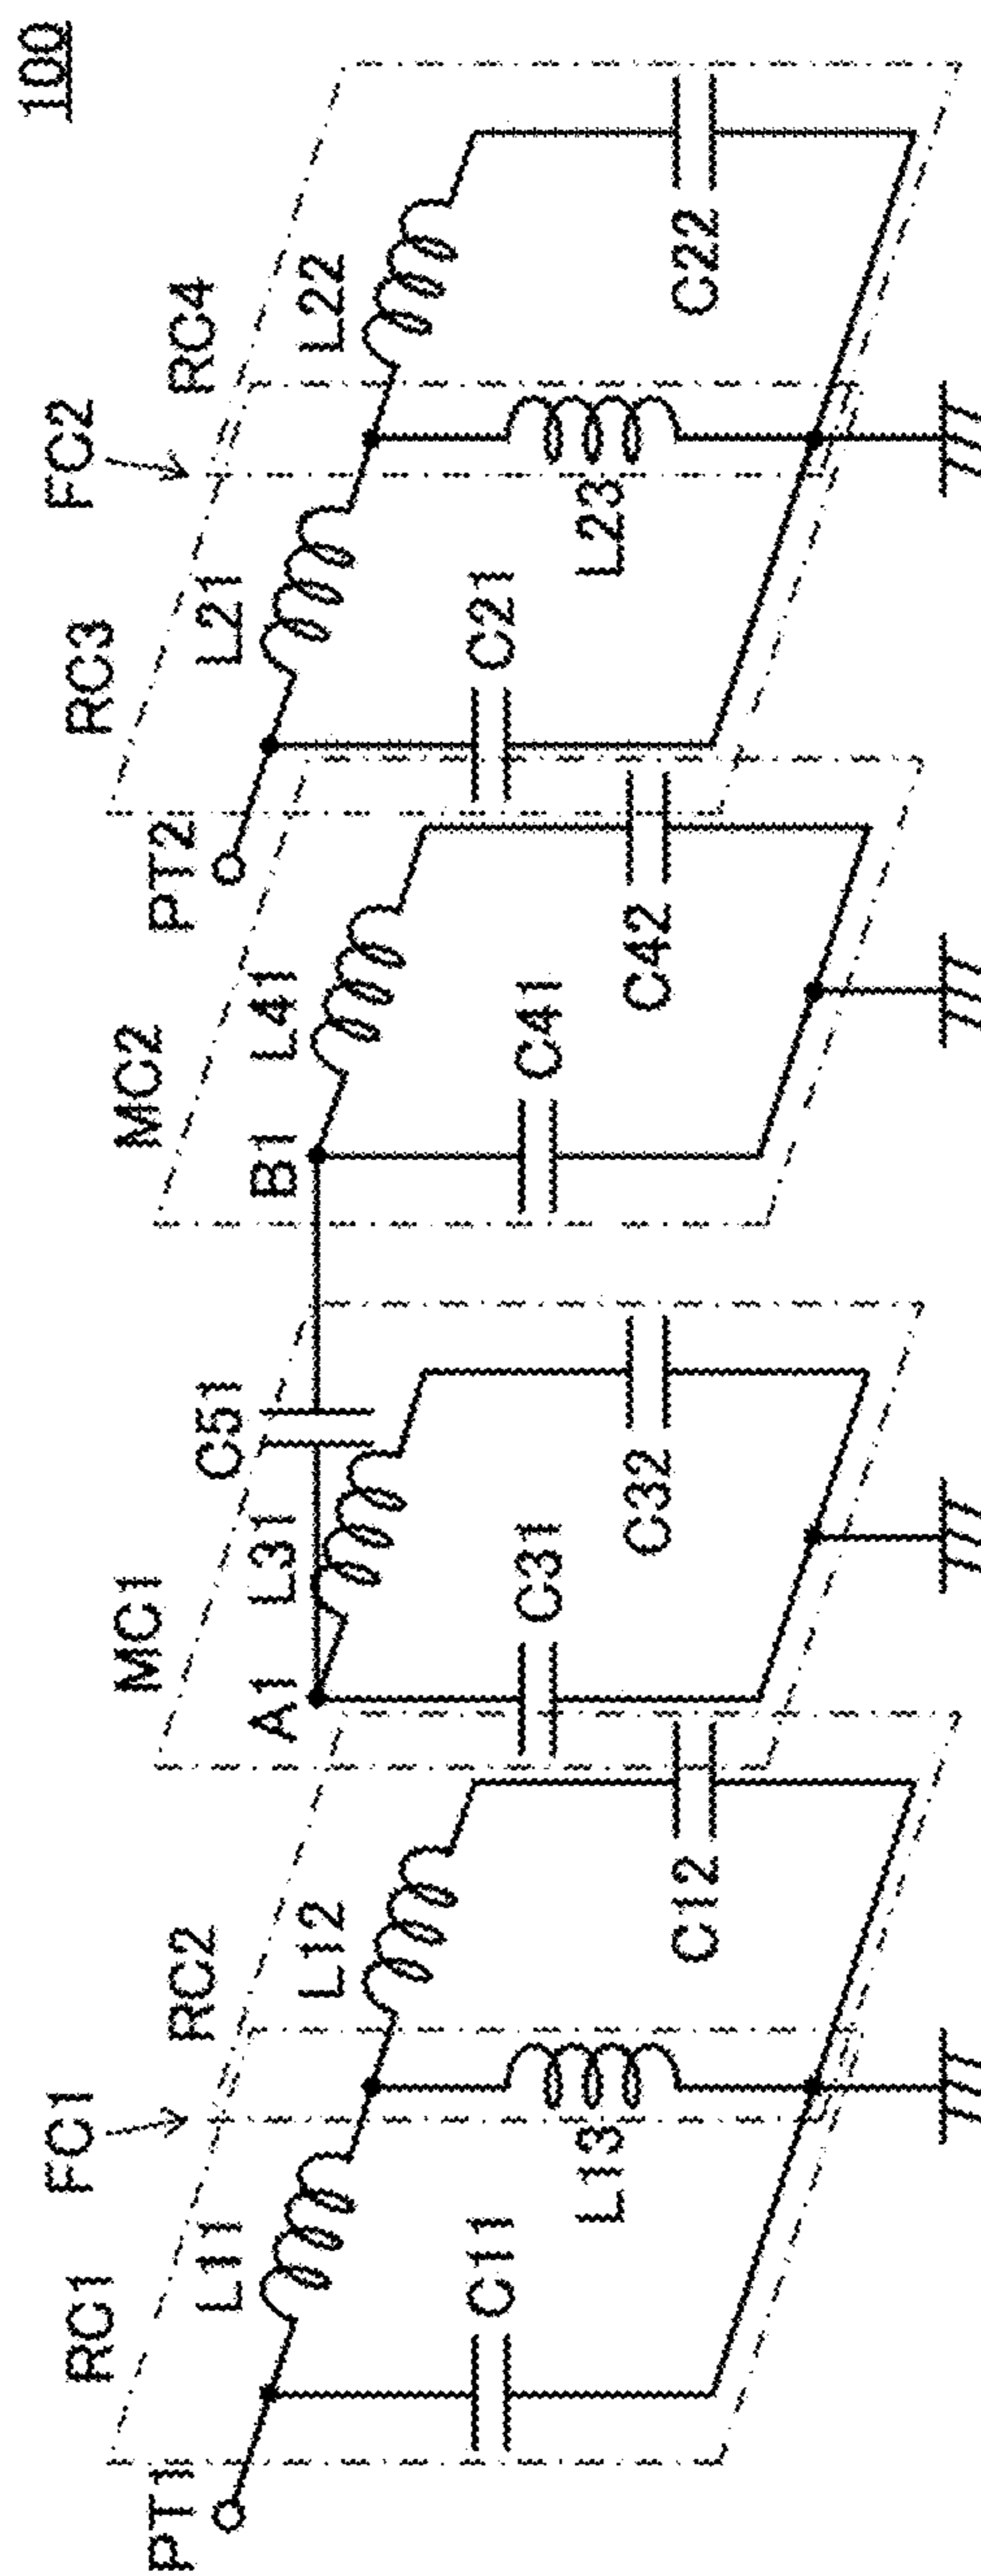 100
FC1
FC2
RC1
RC2
MC1
MC2
RC3
RC4
PT1
L11
L12
A1
L31
C51
B1
L41
PT2
L21
L22
C11
L13
C12
C31
C32
C41
C42
C21
L23
C22